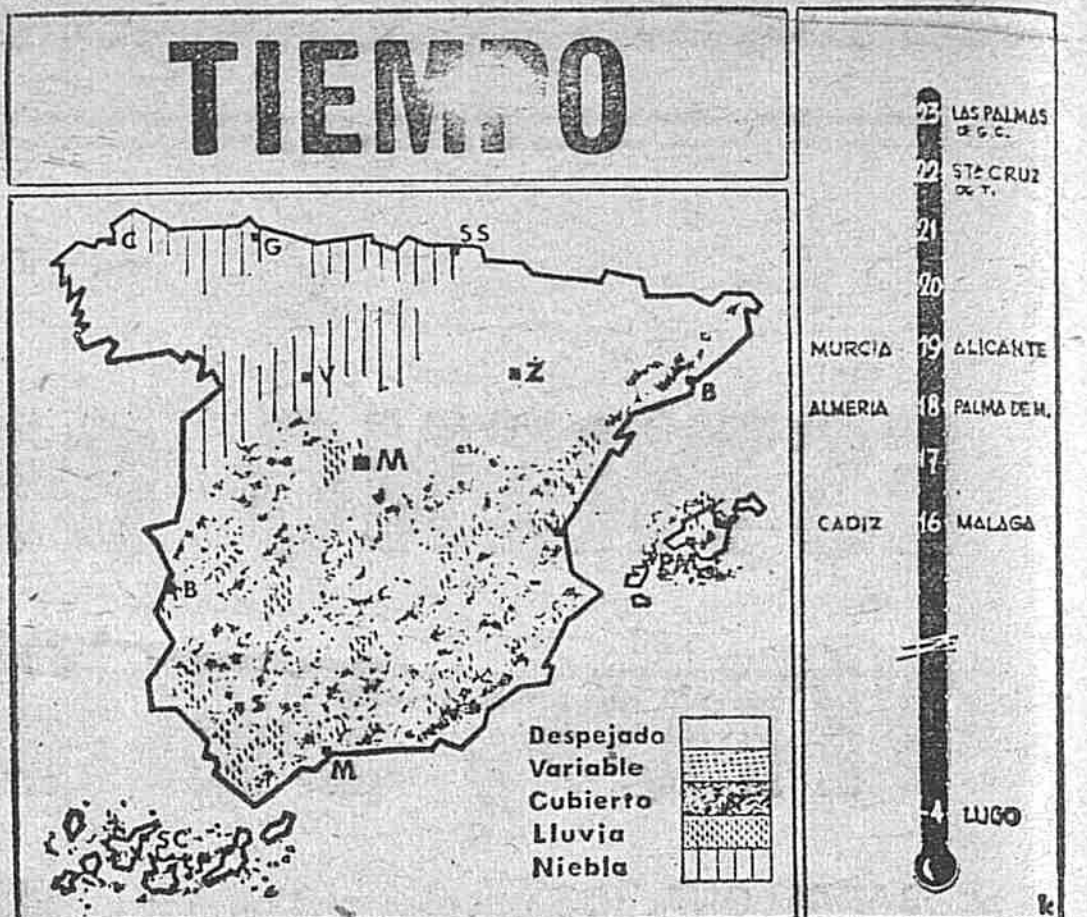 TIEMPO
C
G
SS
V
Z
B
M
B
PM
C
S
M
SC
Despejado
Variable
Cubierto
Lluvia
Niebla
23 LAS PALMAS
DE G.C.
22 STA CRUZ
DE T.
21
20
MURCIA 19 ALICANTE
ALMERIA 18 PALMA DE M.
17
CADIZ 16 MALAGA
-4 LUGO